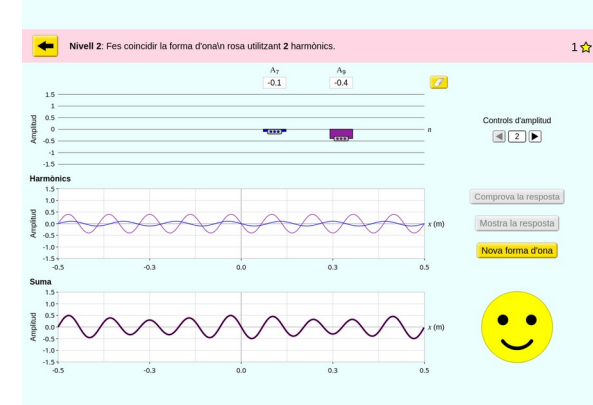 Nivell 2: Fes coincidir la forma d'ona\n rosa utilitzant 2 harmònics.
1
A7 A9
-0.1 -0.4
1.5
1
0.5
0
-0.5
-1
-1.5
Amplitud
n
Controls d'amplitud
2
Harmònics
1.5
1.0
0.5
0.0
-0.5
-1.0
-1.5
Amplitud
x (m)
-0.5 -0.3 0.0 0.3 0.5
Comprova la resposta
Mostra la resposta
Nova forma d'ona
Suma
1.5
1.0
0.5
0.0
-0.5
-1.0
-1.5
Amplitud
x (m)
-0.5 -0.3 0.0 0.3 0.5